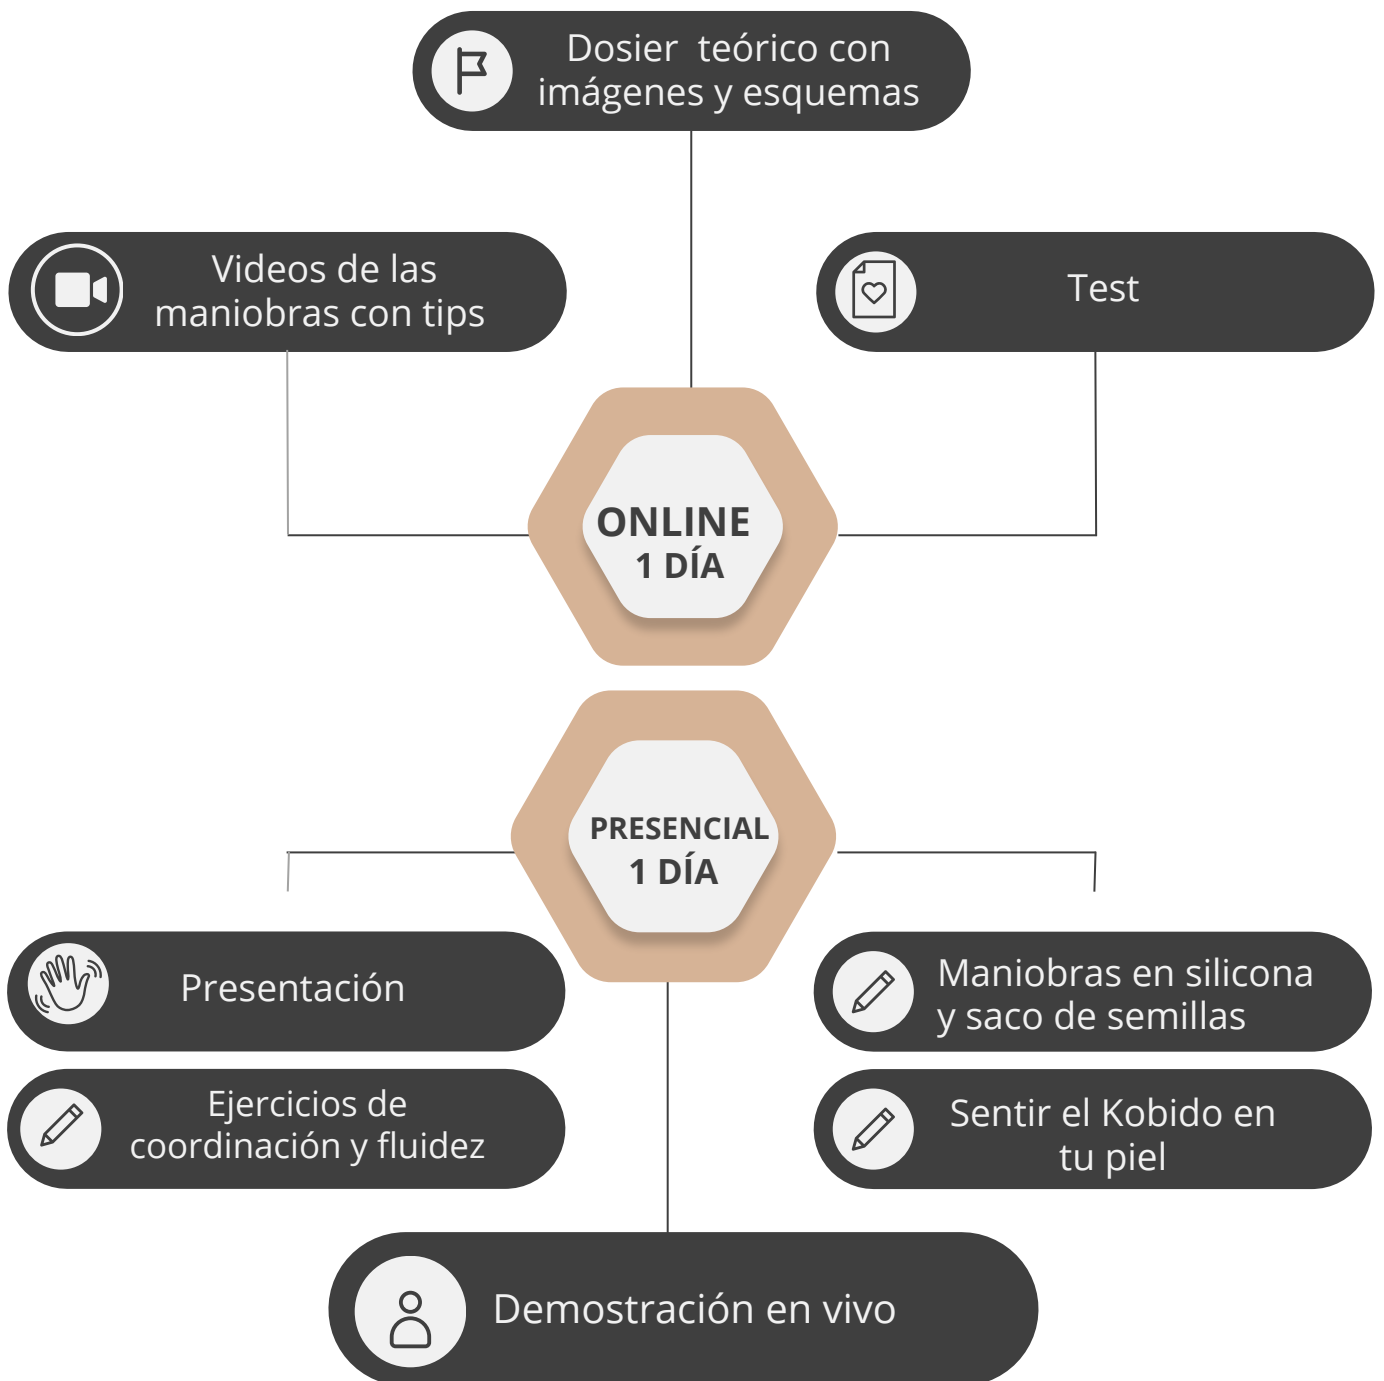 Dosier teórico con
imágenes y esquemas
Videos de las
maniobras con tips
Test
ONLINE
1 DÍA
PRESENCIAL
1 DÍA
Presentación
Maniobras en silicona
y saco de semillas
Ejercicios de
coordinación y fluidez
Sentir el Kobido en
tu piel
Demostración en vivo